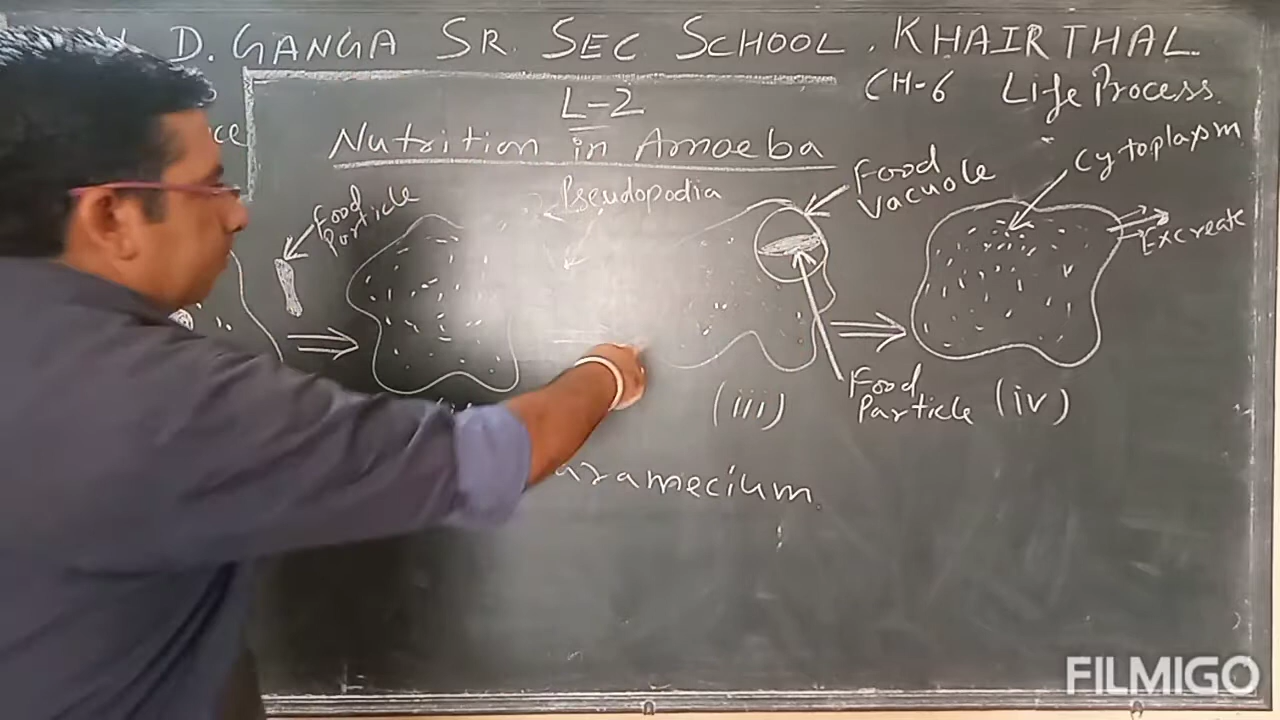 D. GANGA SR. SEC SCHOOL, KHAIRTHAL
CH-6 Life Process
L-2
Nutrition in Amoeba
Food Particle
Pseudopodia
Food Vacuole
Cytoplasm
Excreate
Food Particle
(iii)
(iv)
aramecium
FILMIGO